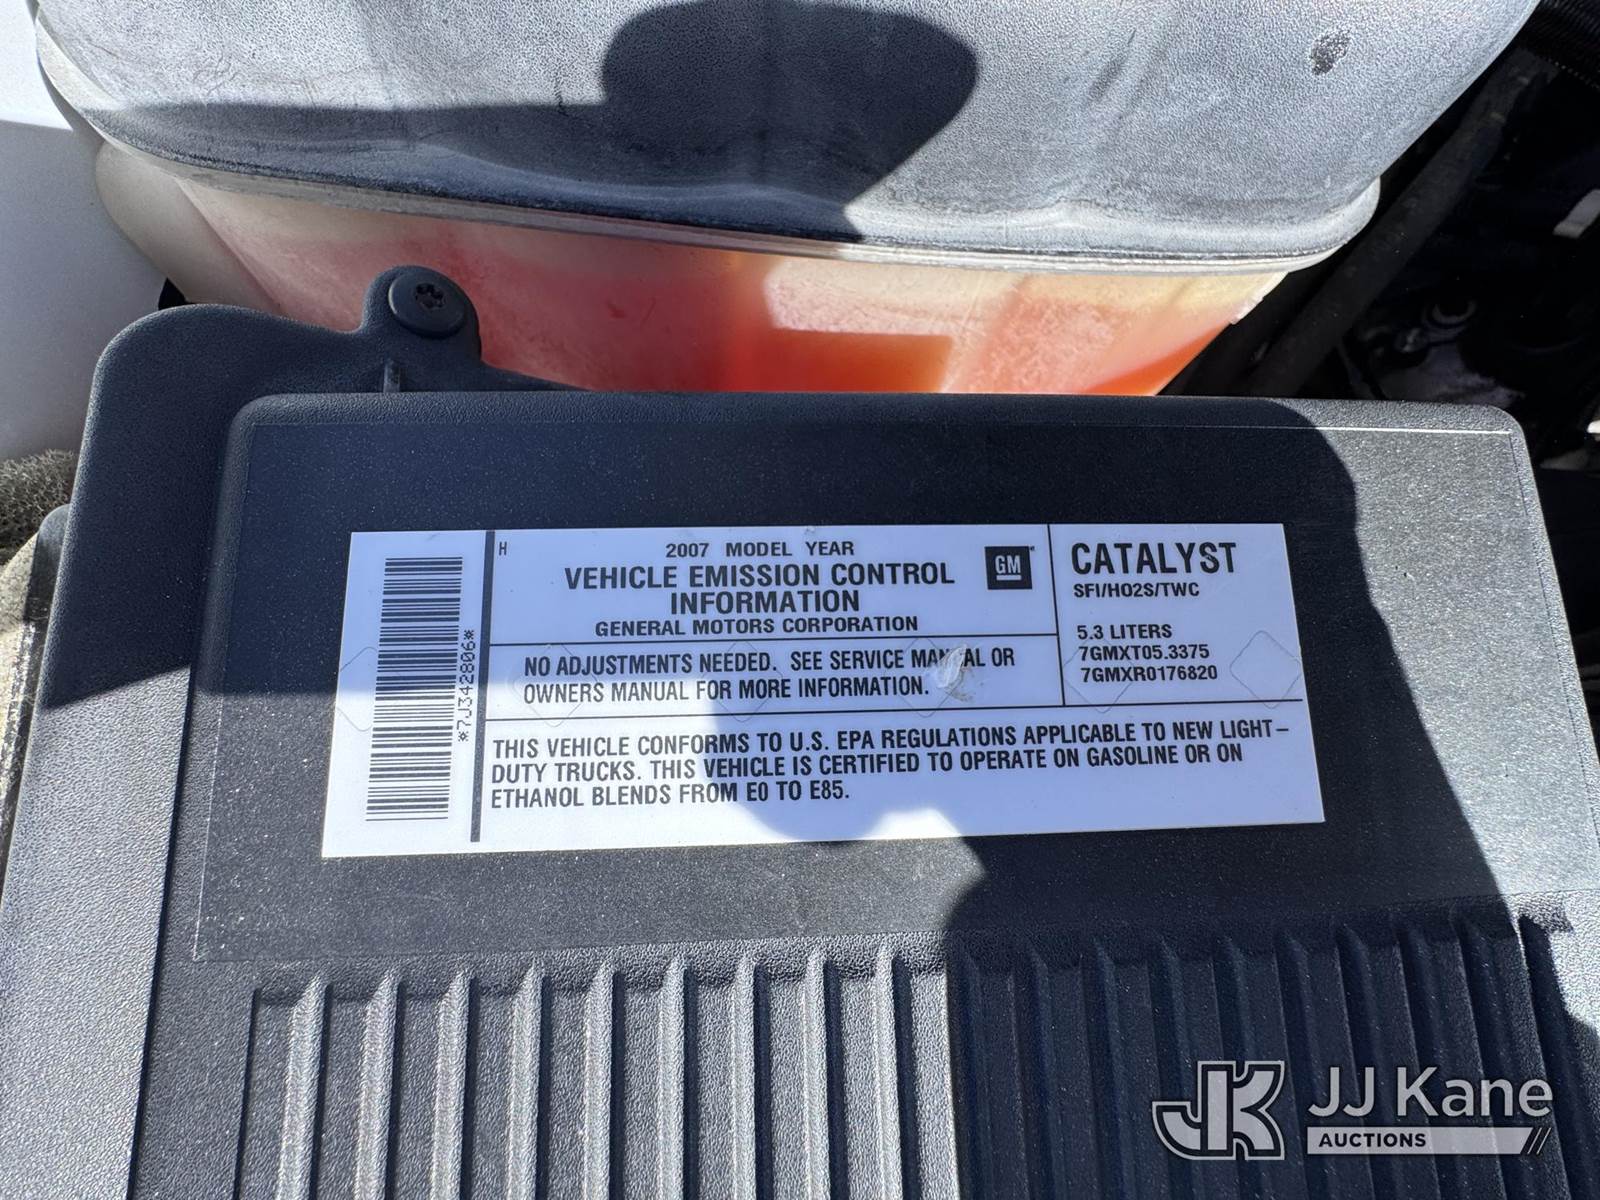 H
2007 MODEL YEAR
VEHICLE EMISSION CONTROL
INFORMATION
GENERAL MOTORS CORPORATION
GM
NO ADJUSTMENTS NEEDED. SEE SERVICE MANUAL OR
OWNERS MANUAL FOR MORE INFORMATION.
CATALYST
SFI/HO2S/TWC
5.3 LITERS
7GMXT05.3375
7GMXR0176820
THIS VEHICLE CONFORMS TO U.S. EPA REGULATIONS APPLICABLE TO NEW LIGHT-
DUTY TRUCKS. THIS VEHICLE IS CERTIFIED TO OPERATE ON GASOLINE OR ON
ETHANOL BLENDS FROM E0 TO E85.
*7J342806*
JK
JJ Kane
AUCTIONS